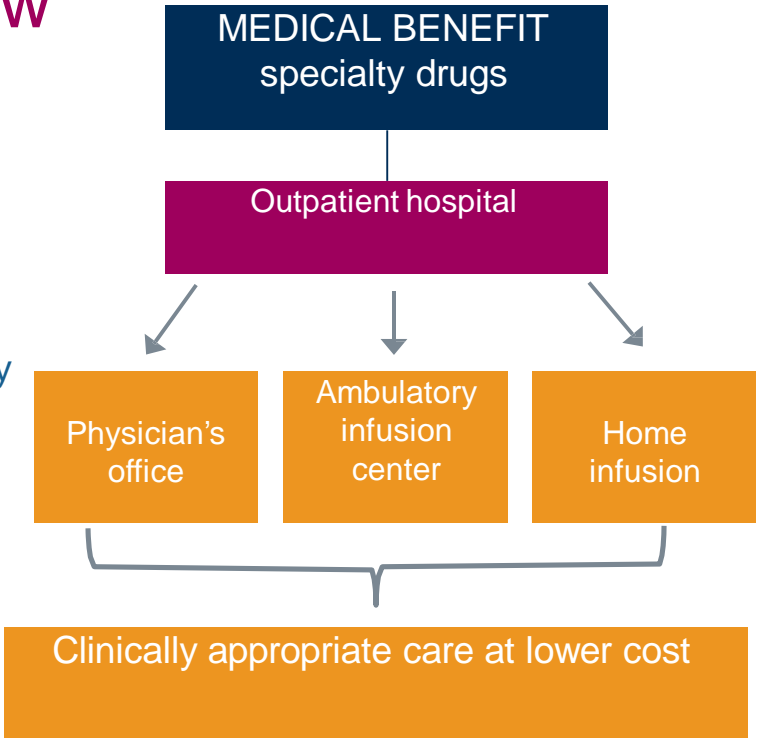 w
MEDICAL BENEFIT
specialty drugs
Outpatient hospital
y
Physician’s
office
Ambulatory
infusion
center
Home
infusion
Clinically appropriate care at lower cost